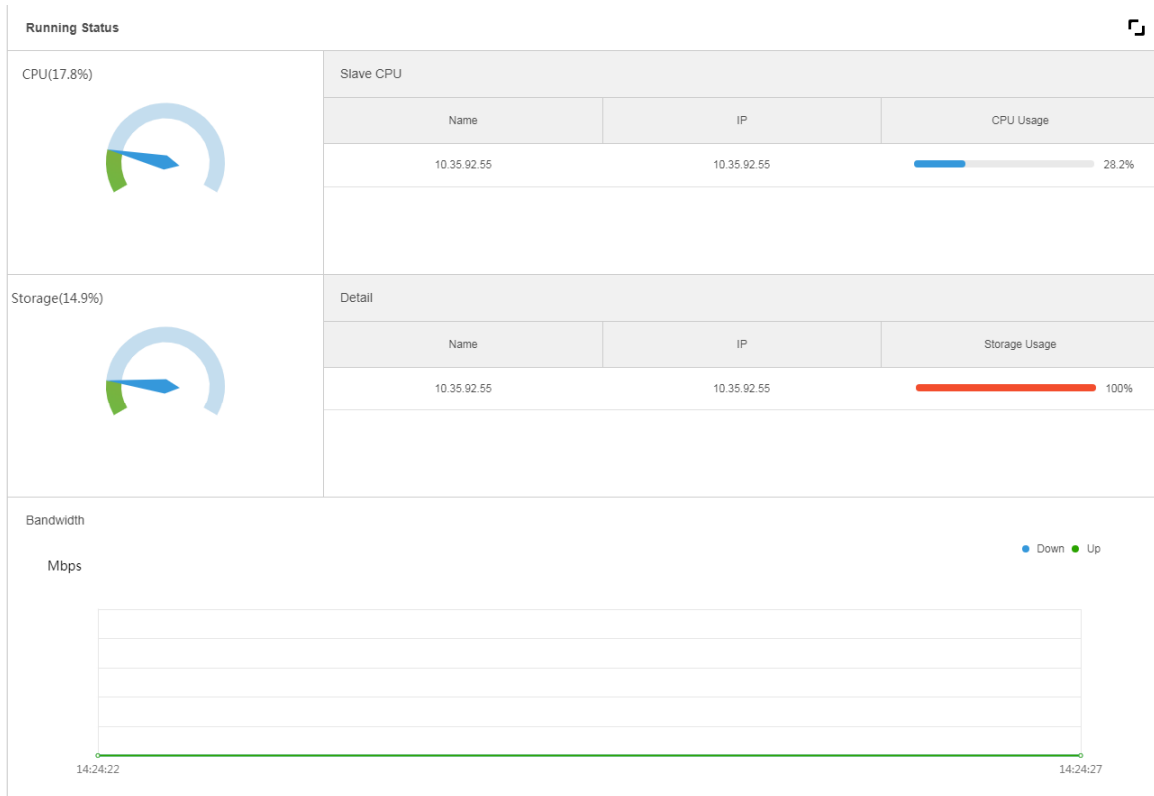 Running Status
CPU(17.8%)
Slave CPU
Name IP CPU Usage
10.35.92.55 10.35.92.55 28.2%
Storage(14.9%)
Detail
Name IP Storage Usage
10.35.92.55 10.35.92.55 100%
Bandwidth
Down Up
Mbps
14:24:22 14:24:27